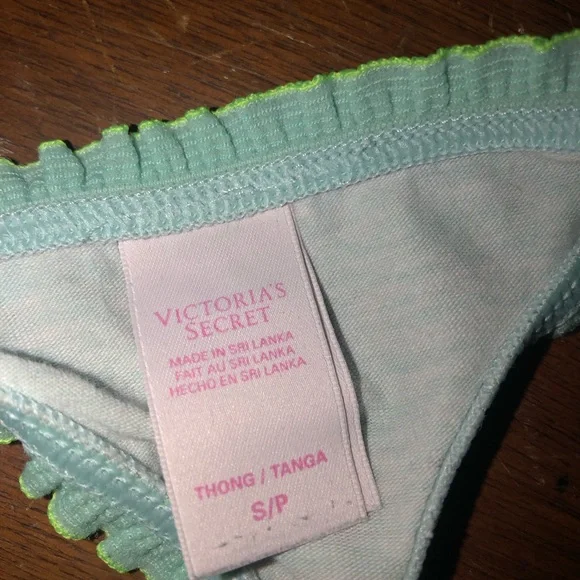 VICTORIA'S
SECRET
MADE IN SRI LANKA
FAIT AU SRI LANKA
HECHO EN SRI LANKA
THONG / TANGA
S/P